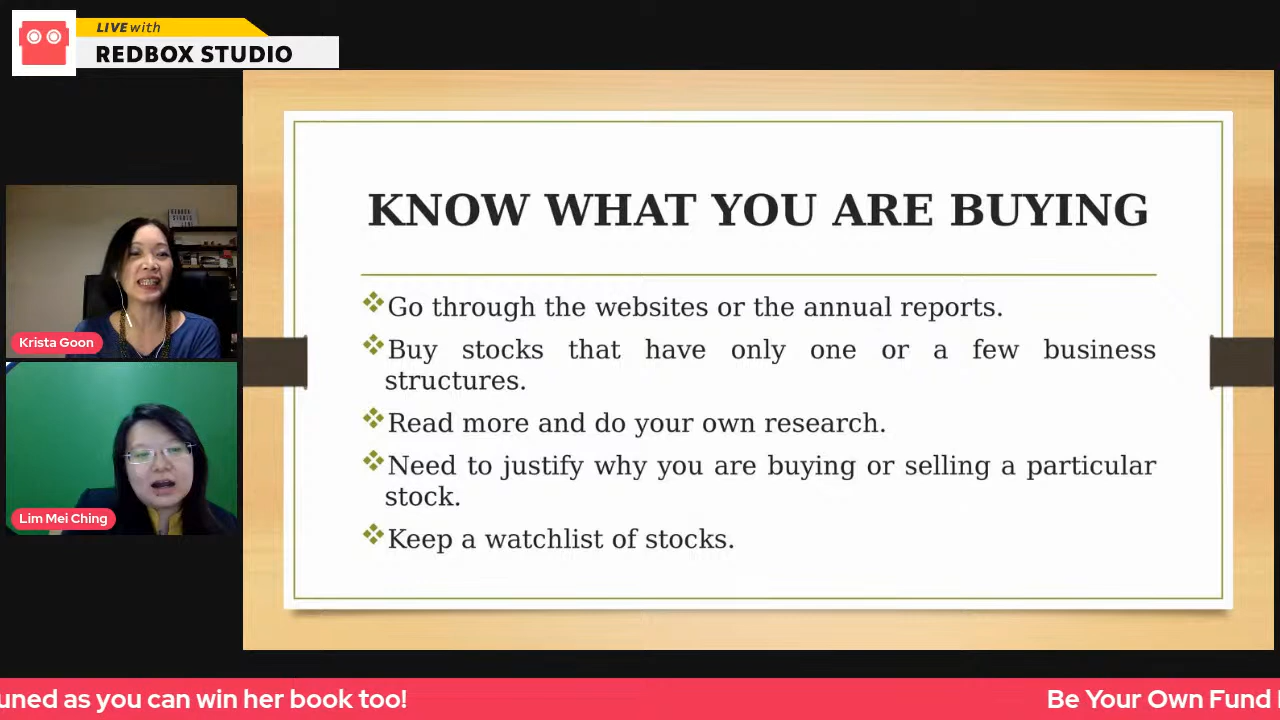 LIVE with
REDBOX STUDIO
KNOW WHAT YOU ARE BUYING
Go through the websites or the annual reports.
Buy stocks that have only one or a few business
structures.
Read more and do your own research.
Need to justify why you are buying or selling a particular
stock.
Keep a watchlist of stocks.
Krista Goon
Lim Mei Ching
uned as you can win her book too!
Be Your Own Fund